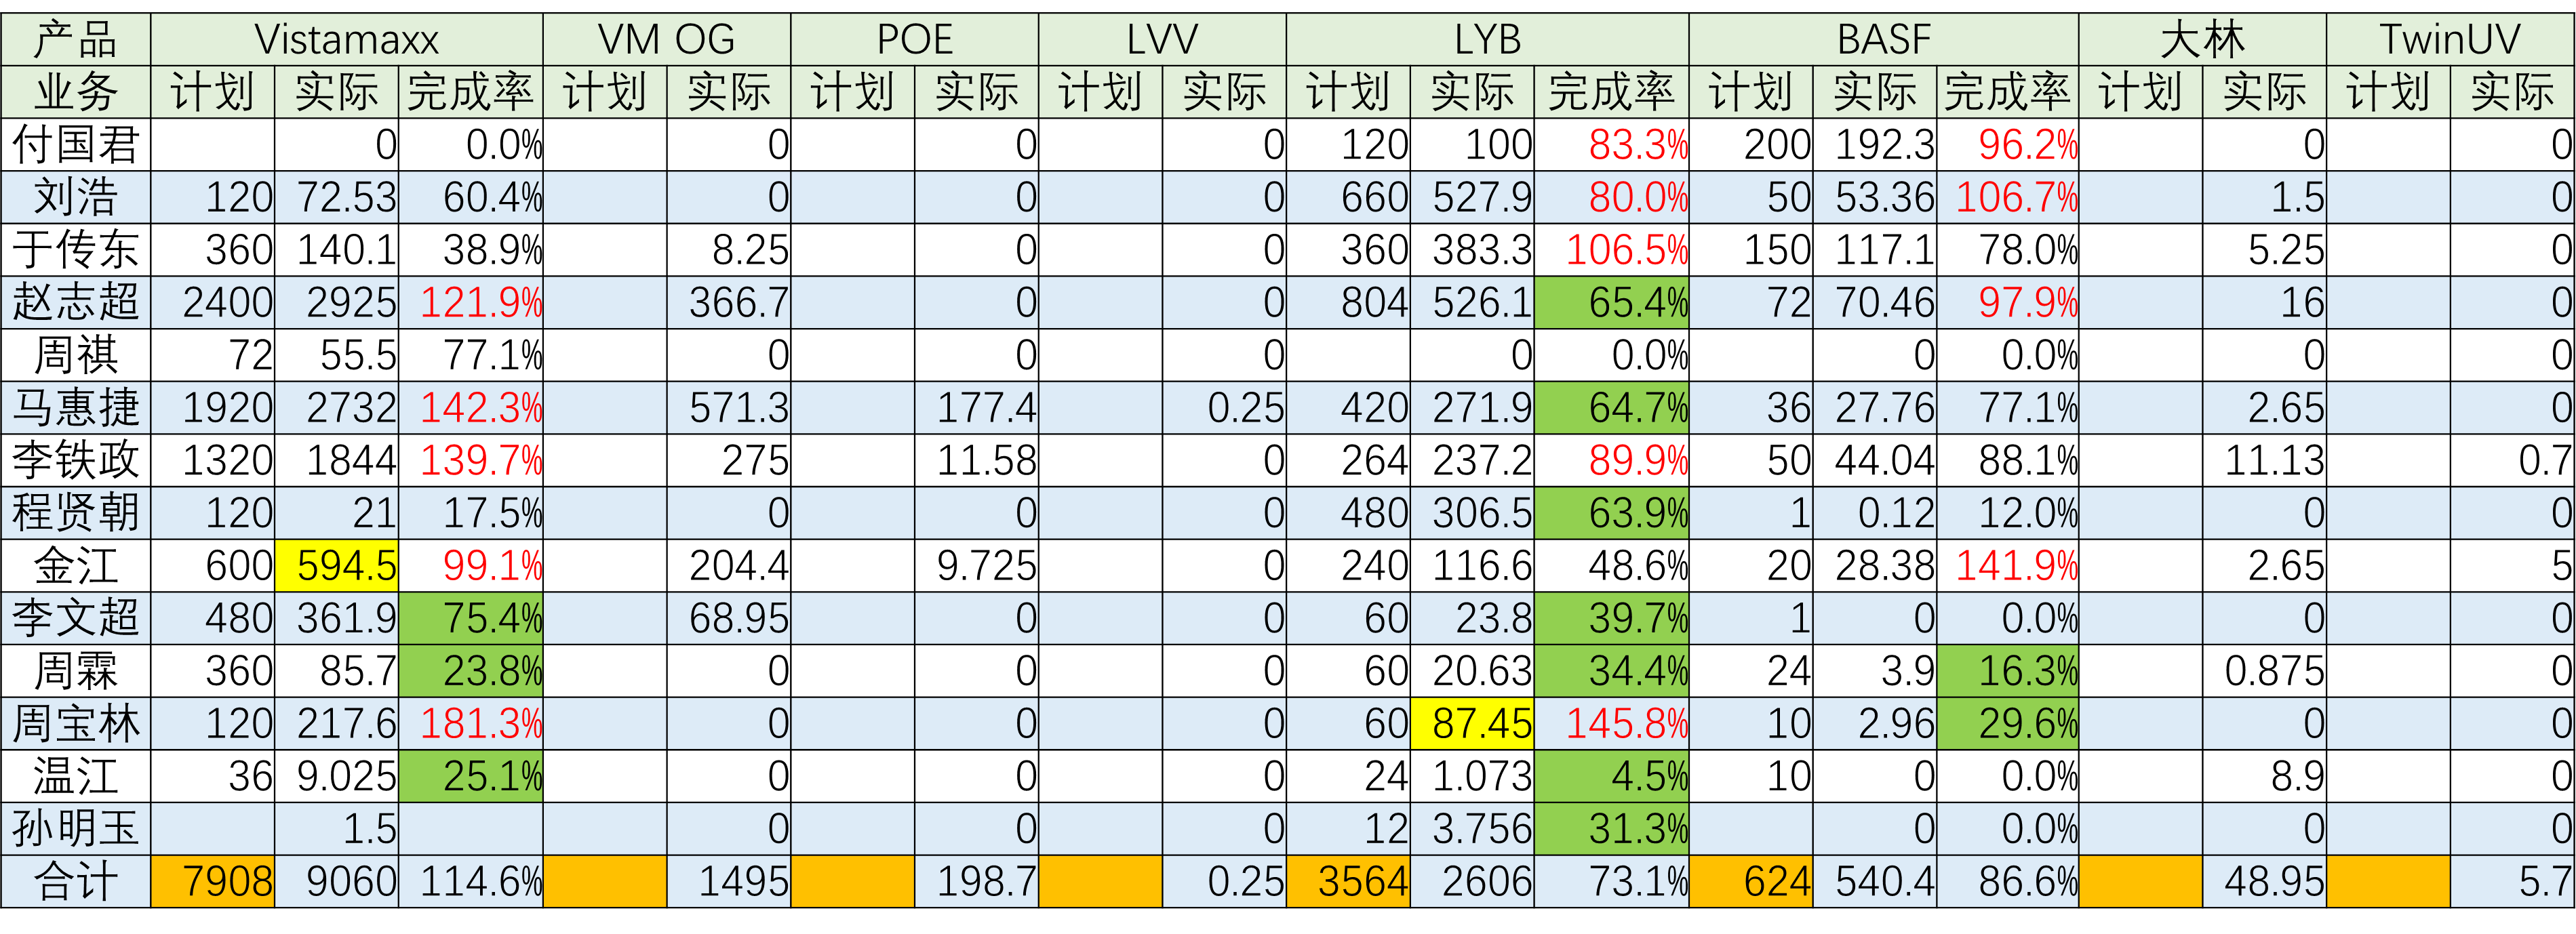 产品 Vistamaxx VM OG POE LVV LYB BASF 大林 TwinUV
业务 计划 实际 完成率 计划 实际 计划 实际 计划 实际 计划 实际 完成率 计划 实际 完成率 计划 实际 计划 实际
付国君 0 0.0% 0 0 0 120 100 83.3% 200 192.3 96.2% 0 0
刘浩 120 72.53 60.4% 0 0 0 660 527.9 80.0% 50 53.36 106.7% 1.5 0
于传东 360 140.1 38.9% 8.25 0 0 360 383.3 106.5% 150 117.1 78.0% 5.25 0
赵志超 2400 2925 121.9% 366.7 0 0 804 526.1 65.4% 72 70.46 97.9% 16 0
周祺 72 55.5 77.1% 0 0 0 0 0.0% 0 0.0% 0 0
马惠捷 1920 2732 142.3% 571.3 177.4 0.25 420 271.9 64.7% 36 27.76 77.1% 2.65 0
李铁政 1320 1844 139.7% 275 11.58 0 264 237.2 89.9% 50 44.04 88.1% 11.13 0.7
程贤朝 120 21 17.5% 0 0 0 480 306.5 63.9% 1 0.12 12.0% 0 0
金江 600 594.5 99.1% 204.4 9.725 0 240 116.6 48.6% 20 28.38 141.9% 2.65 5
李文超 480 361.9 75.4% 68.95 0 0 60 23.8 39.7% 1 0 0.0% 0 0
周霖 360 85.7 23.8% 0 0 0 60 20.63 34.4% 24 3.9 16.3% 0.875 0
周宝林 120 217.6 181.3% 0 0 0 60 87.45 145.8% 10 2.96 29.6% 0 0
温江 36 9.025 25.1% 0 0 0 24 1.073 4.5% 10 0 0.0% 8.9 0
孙明玉 1.5 0 0 0 12 3.756 31.3% 0 0.0% 0 0
合计 7908 9060 114.6% 1495 198.7 0.25 3564 2606 73.1% 624 540.4 86.6% 48.95 5.7